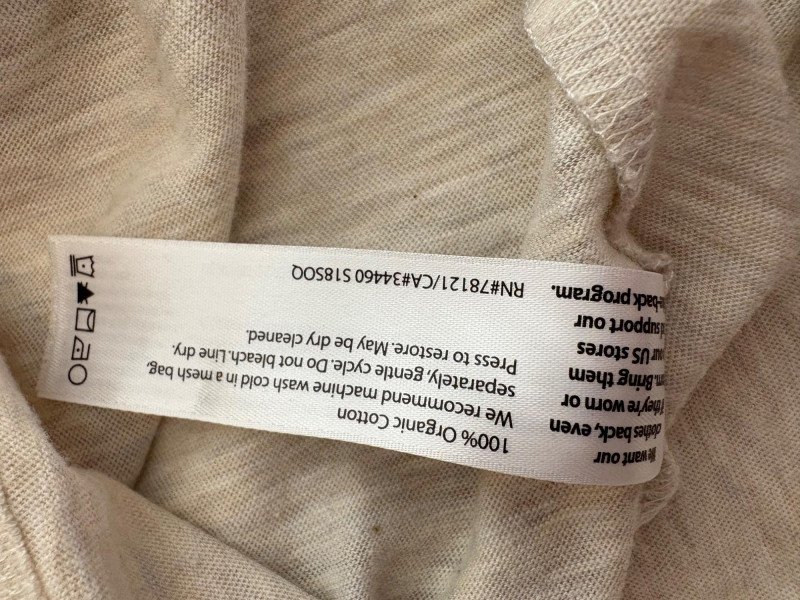 We want our
clothes back, even
if they're worn or
Bring them
your US stores
support our
program.
100% Organic Cotton
We recommend machine wash cold in a mesh bag,
separately, gentle cycle. Do not bleach. Line dry.
Press to restore. May be dry cleaned.
RN#78121/CA#34460 S18SOQ